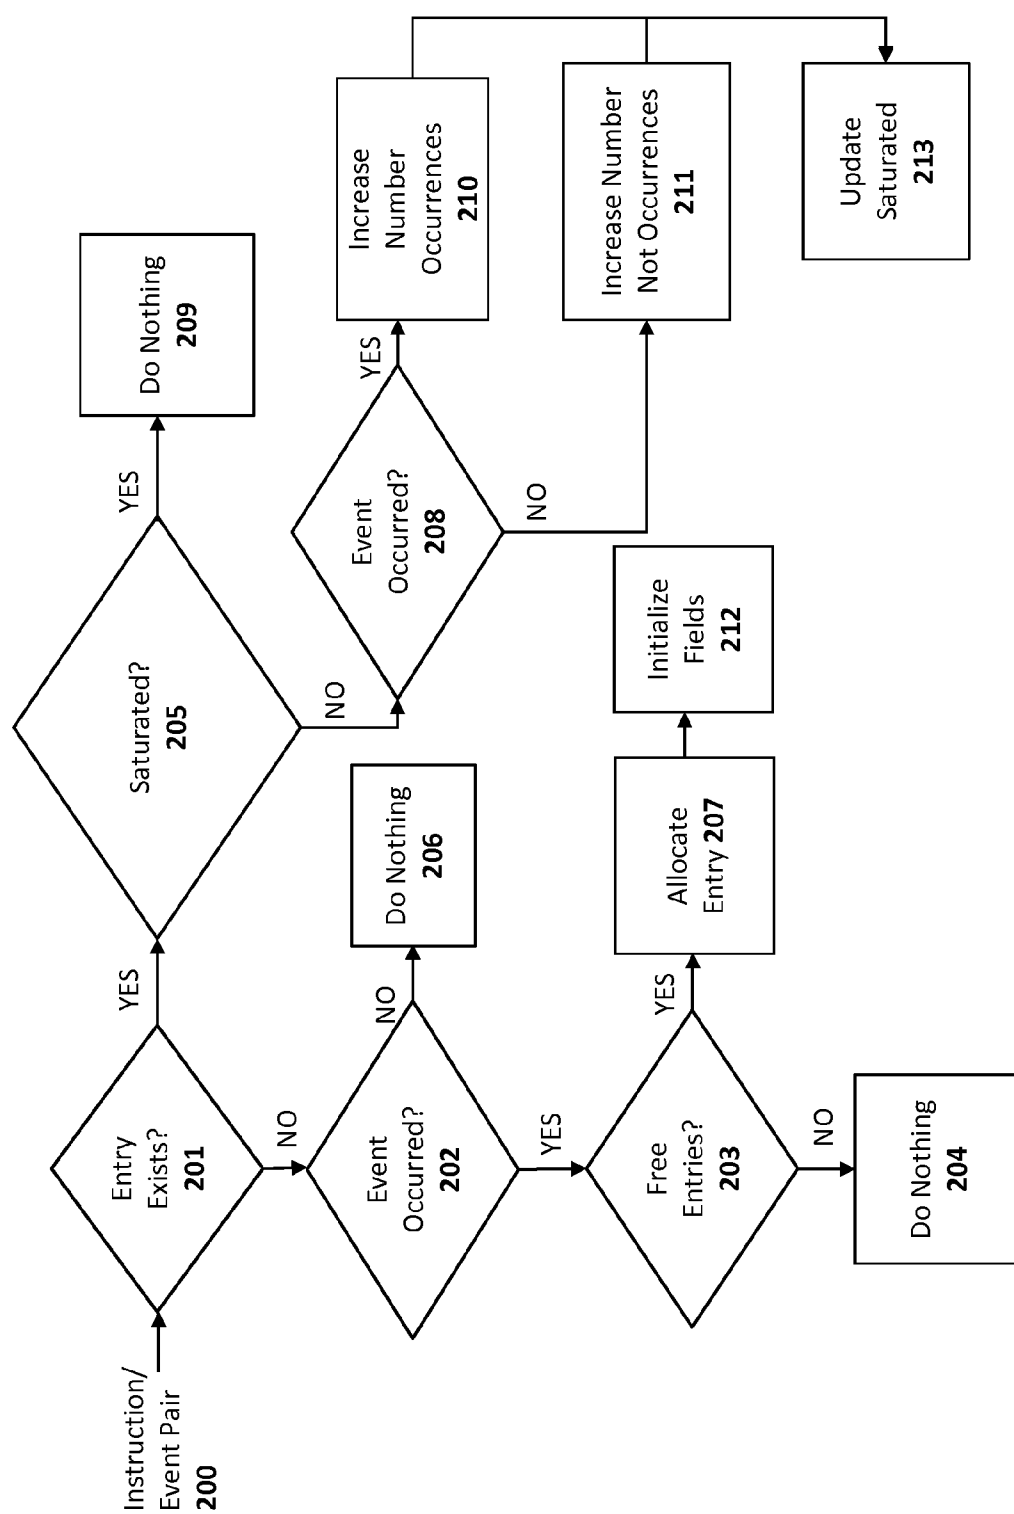 Instruction/
Event Pair
200
Entry
Exists?
201
YES
Saturated?
205
YES
Do Nothing
209
NO
NO
Event
Occurred?
202
NO
Do Nothing
206
Event
Occurred?
208
YES
Increase
Number
Occurrences
210
YES
NO
Free
Entries?
203
YES
Allocate
Entry 207
Initialize
Fields
212
Increase Number
Not Occurrences
211
NO
Do Nothing
204
Update
Saturated
213